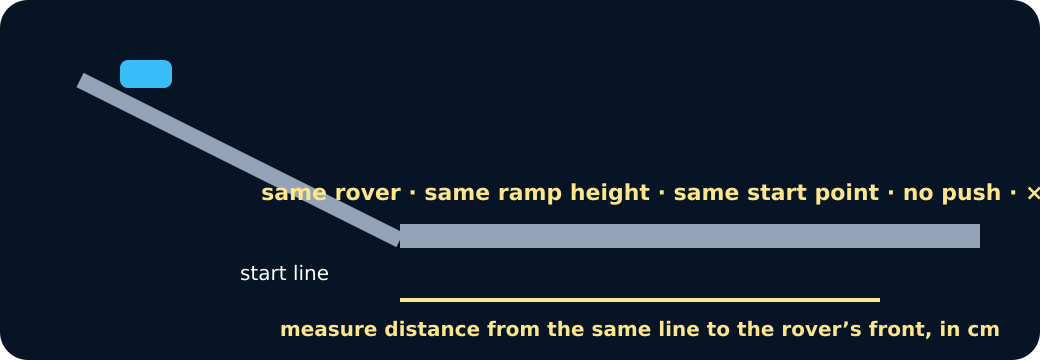 same rover · same ramp height · same start point · no push · ×
start line
measure distance from the same line to the rover’s front, in cm